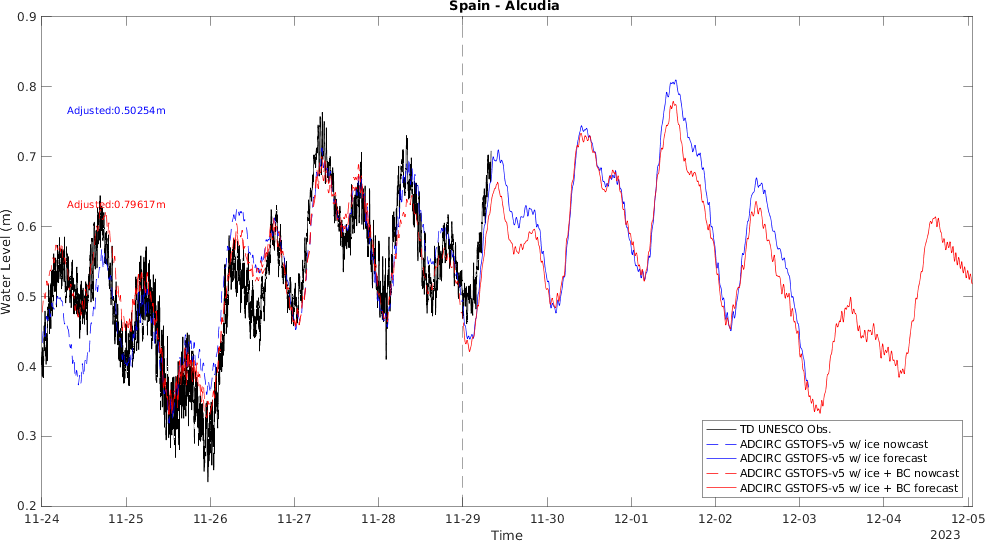 Spain - Alcudia
0.9
0.8
0.7
0.6
0.5
0.4
0.3
0.2
Water Level (m)
Adjusted:0.50254m
Adjusted:0.79617m
TD UNESCO Obs.
ADCIRC GSTOFS-v5 w/ ice nowcast
ADCIRC GSTOFS-v5 w/ ice forecast
ADCIRC GSTOFS-v5 w/ ice + BC nowcast
ADCIRC GSTOFS-v5 w/ ice + BC forecast
11-24 11-25 11-26 11-27 11-28 11-29 11-30 12-01 12-02 12-03 12-04 12-05
Time
2023